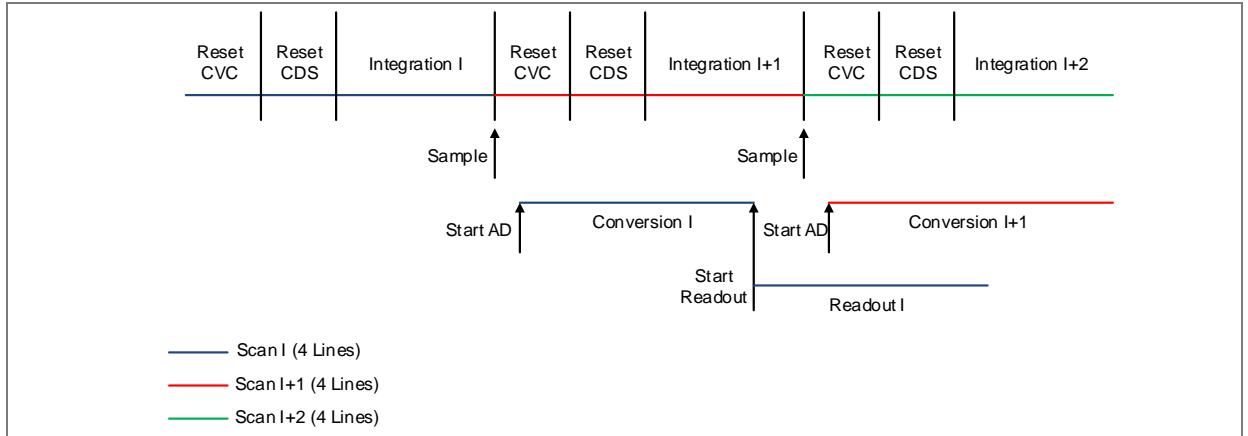 Reset CVC
Reset CDS
Integration I
Reset CVC
Reset CDS
Integration I+1
Reset CVC
Reset CDS
Integration I+2
Sample
Sample
Start AD
Conversion I
Start AD
Conversion I+1
Start Readout
Readout I
Scan I (4 Lines)
Scan I+1 (4 Lines)
Scan I+2 (4 Lines)